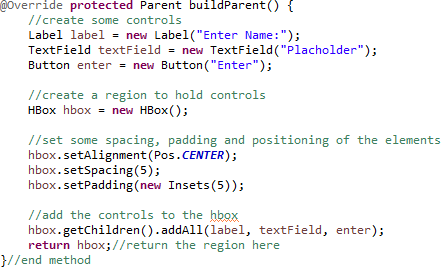 @Override protected Parent buildParent() {
//create some controls
Label label = new Label("Enter Name:");
TextField textField = new TextField("Placholder");
Button enter = new Button("Enter");
//create a region to hold controls
HBox hbox = new HBox();
//set some spacing, padding and positioning of the elements
hbox.setAlignment(Pos.CENTER);
hbox.setSpacing(5);
hbox.setPadding(new Insets(5));
//add the controls to the hbox
hbox.getChildren().addAll(label, textField, enter);
return hbox;//return the region here
}//end method